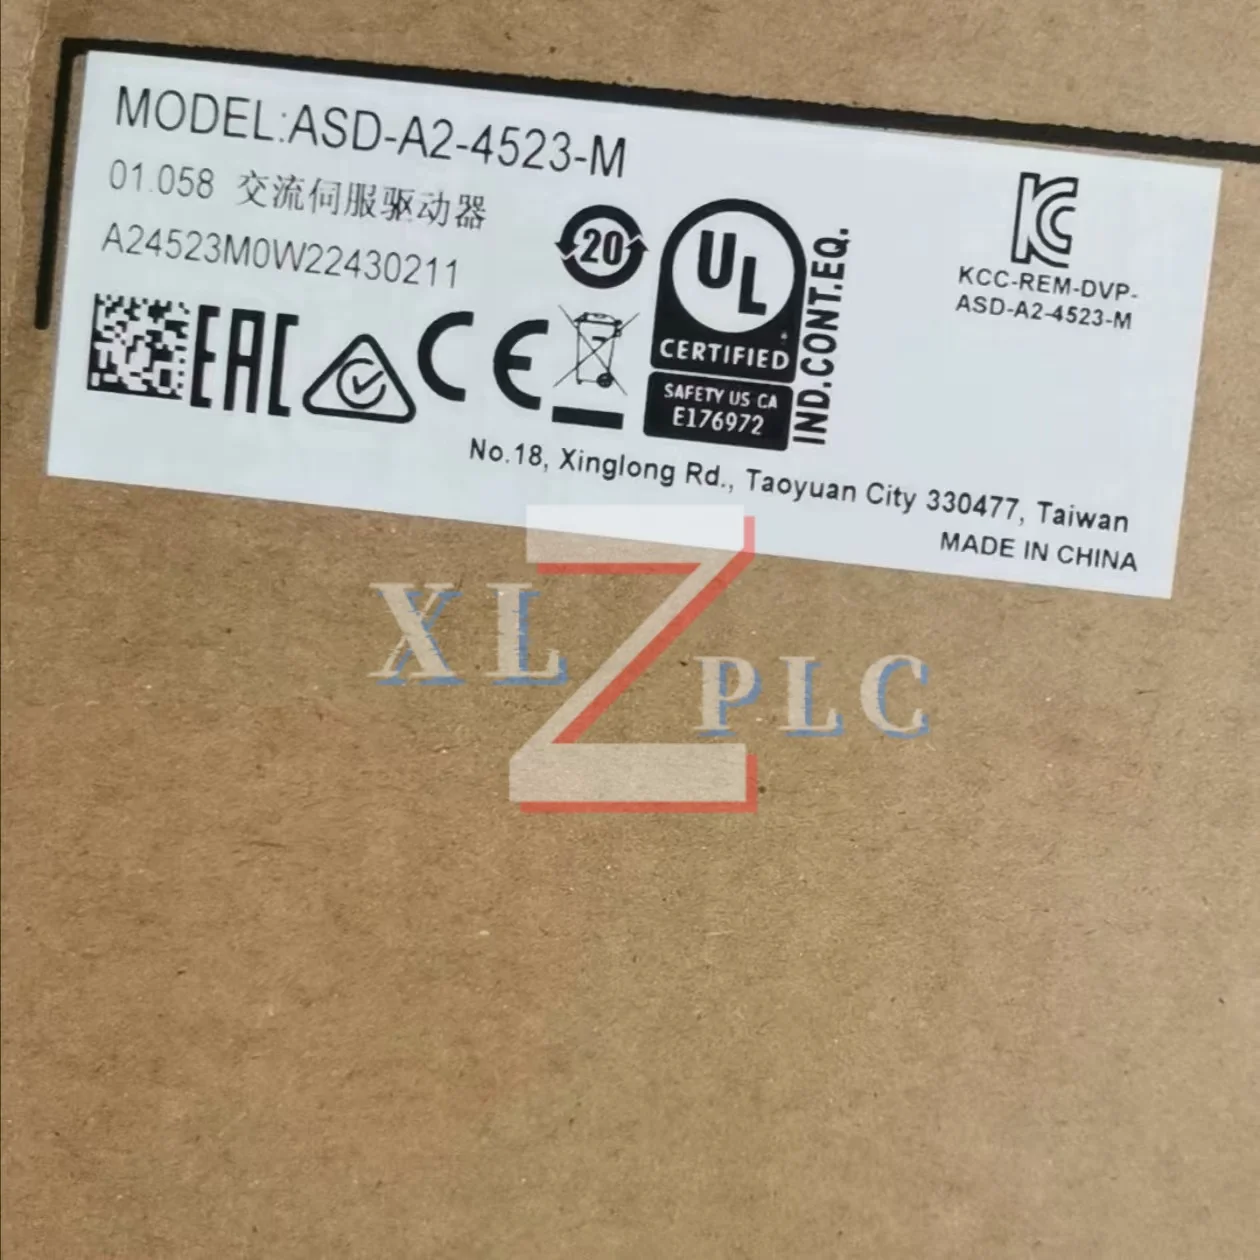 MODEL:ASD-A2-4523-M
01.058 交流伺服驱动器
A24523M0W22430211
20
UL
CERTIFIED
SAFETY US CA
E176972
IND.CONT.EQ.
KC
KCC-REM-DVP-
ASD-A2-4523-M
EAC CE
No.18, Xinglong Rd., Taoyuan City 330477, Taiwan
MADE IN CHINA
XLZPLC